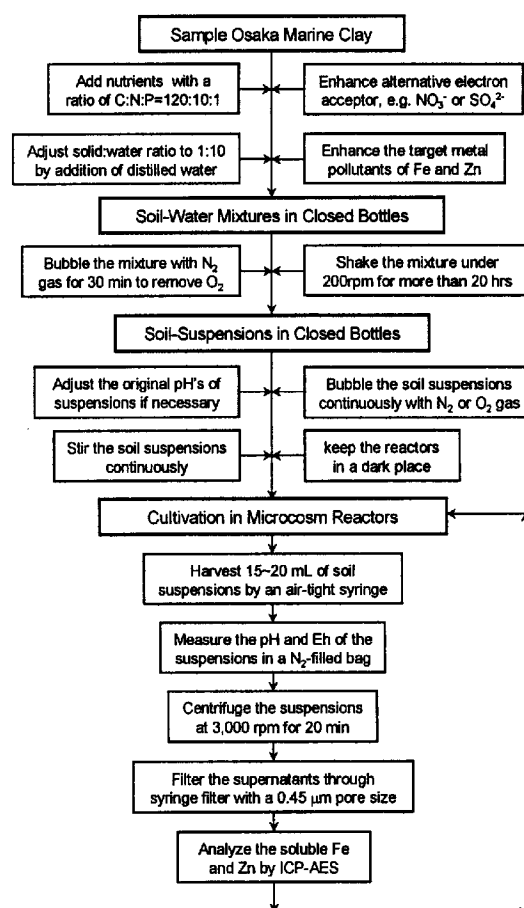 Sample Osaka Marine Clay
Add nutrients with a
ratio of C:N:P=120:10:1
Enhance alternative electron
acceptor, e.g. NO₃⁻ or SO₄²⁻
Adjust solid:water ratio to 1:10
by addition of distilled water
Enhance the target metal
pollutants of Fe and Zn
Soil-Water Mixtures in Closed Bottles
Bubble the mixture with N₂
gas for 30 min to remove O₂
Shake the mixture under
200rpm for more than 20 hrs
Soil-Suspensions in Closed Bottles
Adjust the original pH's of
suspensions if necessary
Bubble the soil suspensions
continuously with N₂ or O₂ gas
Stir the soil suspensions
continuously
keep the reactors
in a dark place
Cultivation in Microcosm Reactors
Harvest 15~20 mL of soil
suspensions by an air-tight syringe
Measure the pH and Eh of the
suspensions in a N₂-filled bag
Centrifuge the suspensions
at 3,000 rpm for 20 min
Filter the supernatants through
syringe filter with a 0.45 μm pore size
Analyze the soluble Fe
and Zn by ICP-AES